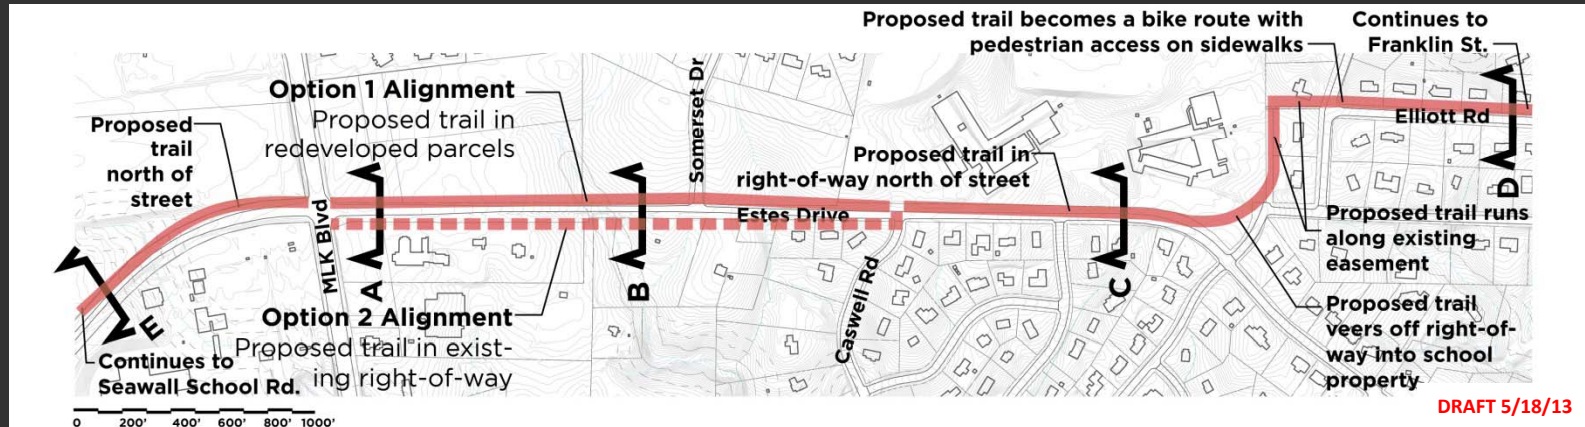 Proposed trail becomes a bike route with
pedestrian access on sidewalks
Continues to
Franklin St.
Option 1 Alignment
Proposed trail in
redeveloped parcels
Proposed
trail
north of
street
Somerset Dr
Elliott Rd
Proposed trail in
right-of-way north of street
D
MLK Blvd
Estes Drive
Proposed trail runs
along existing
easement
A
B
C
E
Caswell Rd
Option 2 Alignment
Proposed trail in exist-
ing right-of-way
Proposed trail
veers off right-of-
way into school
property
Continues to
Seawall School Rd.
0 200' 400' 600' 800' 1000'
DRAFT 5/18/13